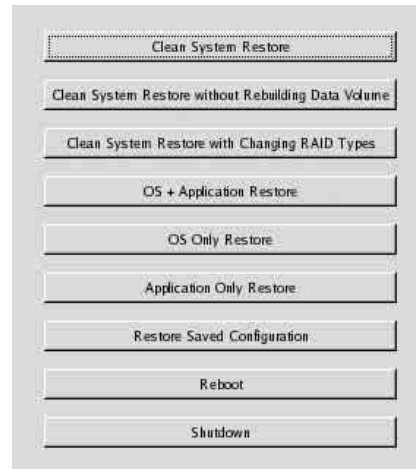 Clean System Restore
Clean System Restore without Rebuilding Data Volume
Clean System Restore with Changing RAID Types
OS + Application Restore
OS Only Restore
Application Only Restore
Restore Saved Configuration
Reboot
Shutdown